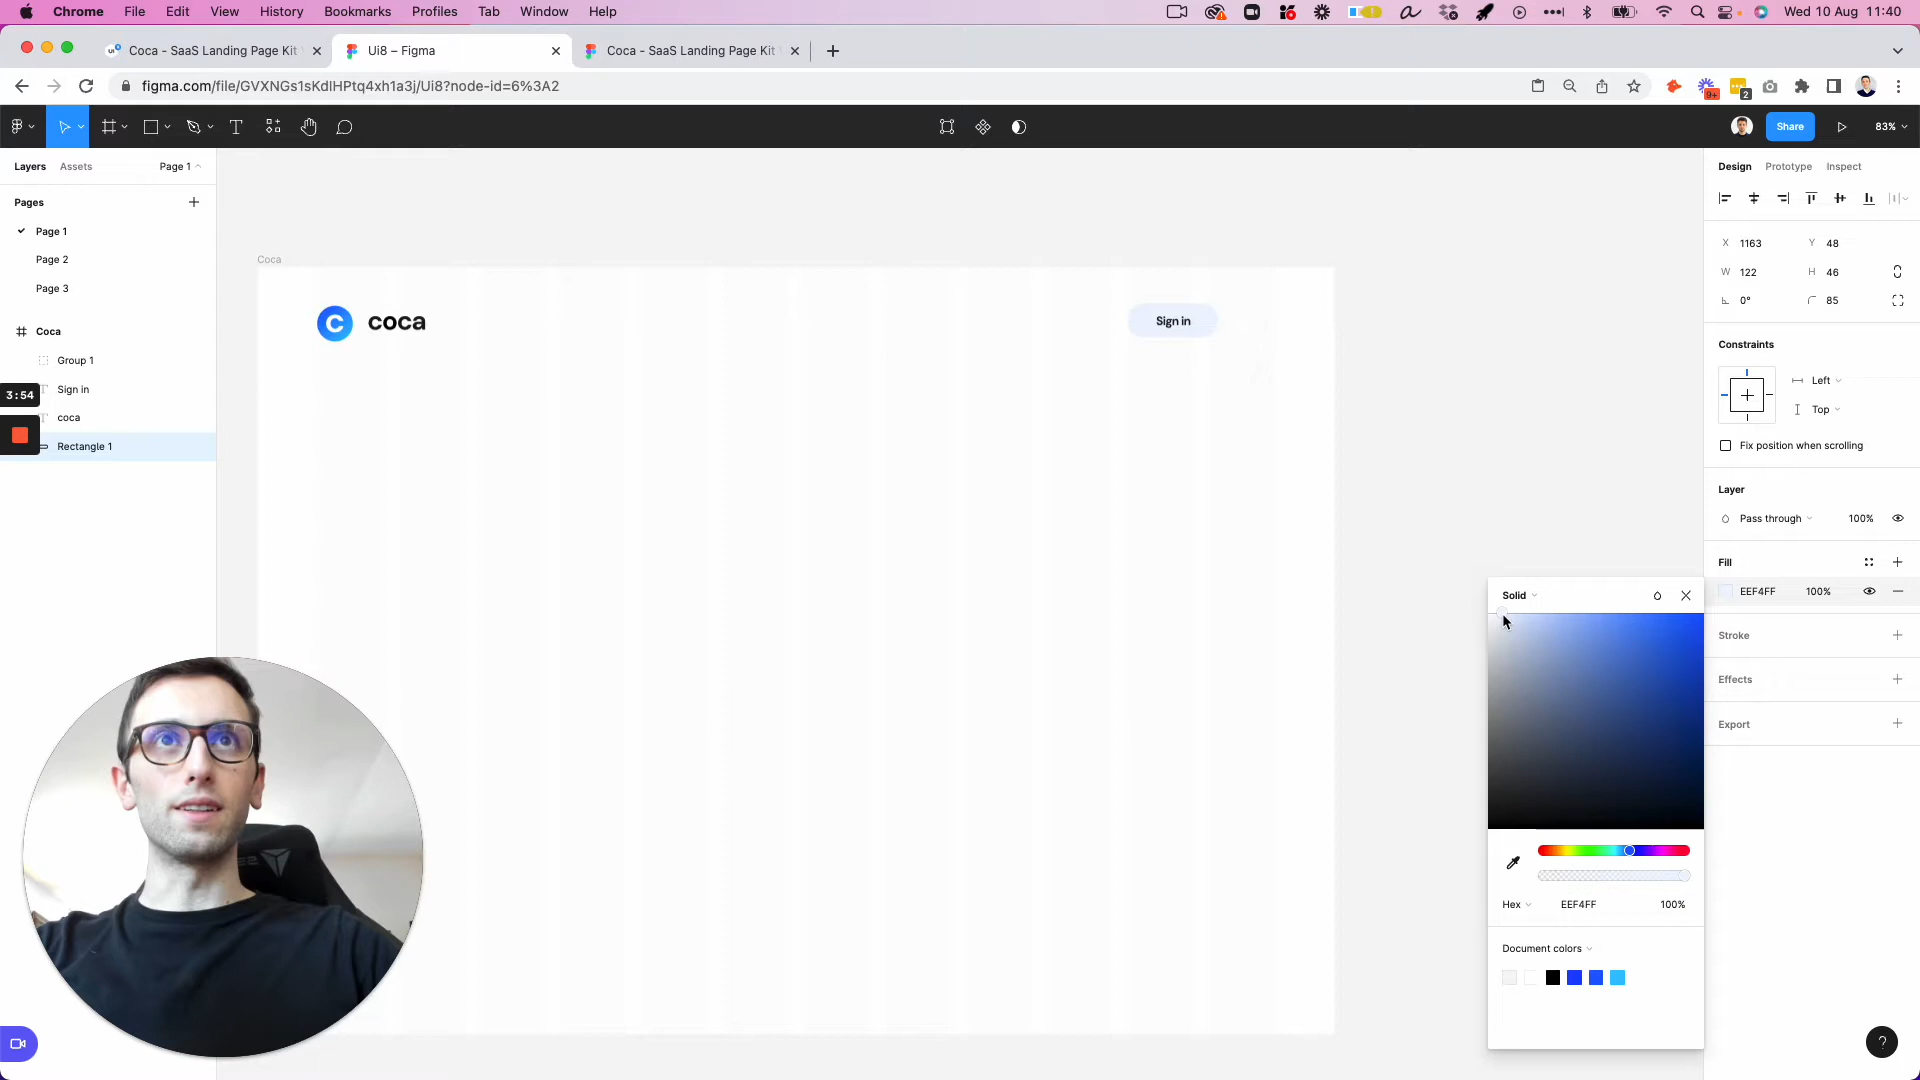 Chrome File Edit View History Bookmarks Profiles Tab Window Help Wed 10 Aug 11:40
Coca - SaaS Landing Page Kit Ui8 – Figma Coca - SaaS Landing Page Kit
figma.com/file/GVXNGs1sKdlHPtq4xh1a3j/Ui8?node-id=6%3A2 9+ 2
Share 83%
Layers Assets Page 1 Design Prototype Inspect
Pages
Page 1
Page 2
Page 3
Coca
Group 1
Sign in
3:54
coca
Rectangle 1
Coca
C coca Sign in
X 1163 Y 48
W 122 H 46
0° 85
Constraints
Left
Top
Fix position when scrolling
Layer
Pass through 100%
Fill
EEF4FF 100%
Stroke
Effects
Export
Solid
Hex EEF4FF 100%
Document colors
?